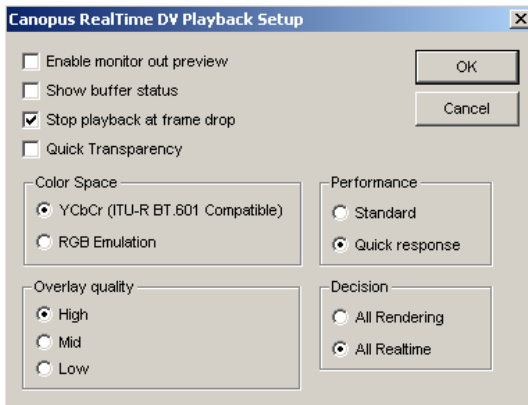 Canopus RealTime DV Playback Setup
Enable monitor out preview
Show buffer status
Stop playback at frame drop
Quick Transparency
OK
Cancel
Color Space
YCbCr (ITU-R BT.601 Compatible)
RGB Emulation
Performance
Standard
Quick response
Overlay quality
High
Mid
Low
Decision
All Rendering
All Realtime